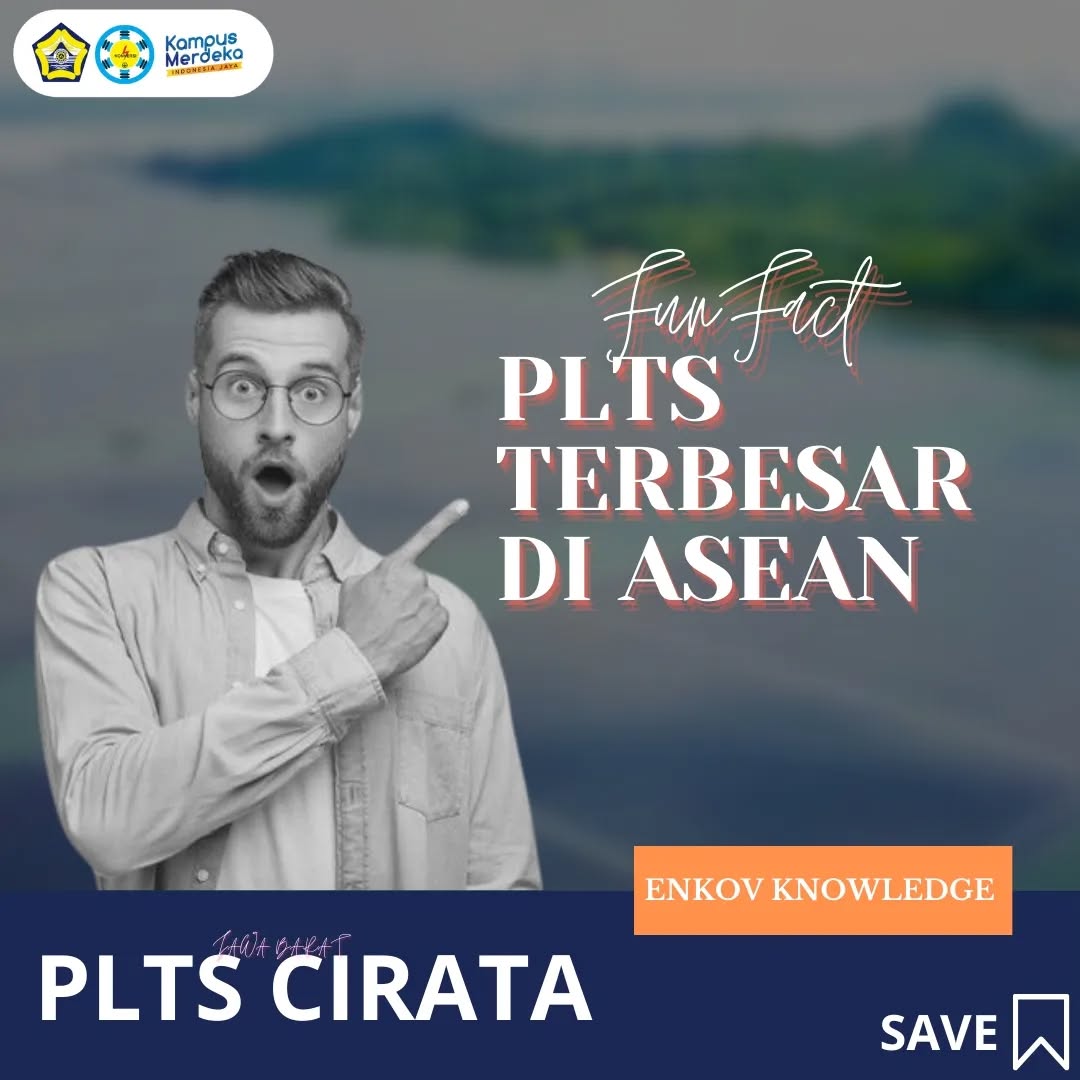 Kampus
Merdeka
INDONESIA JAYA
Fun Fact
PLTS
TERBESAR
DI ASEAN
ENKOV KNOWLEDGE
JAWA BARAT
PLTS CIRATA
SAVE